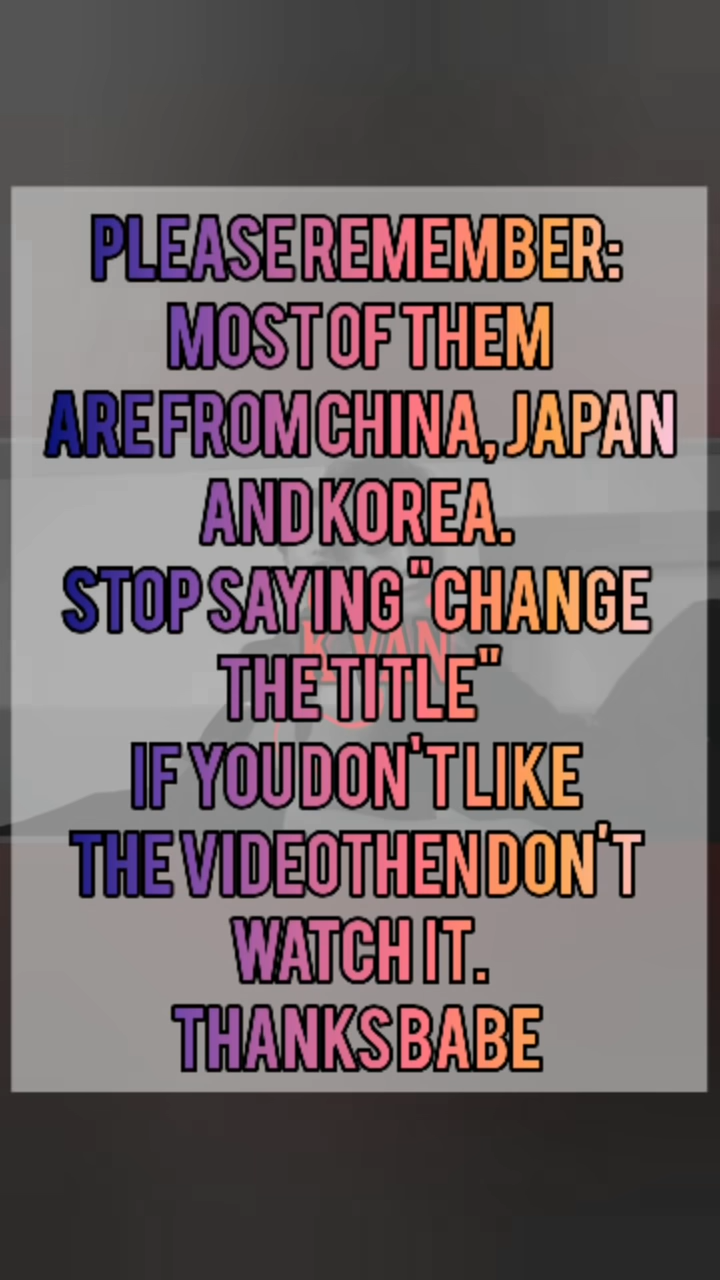 PLEASE REMEMBER:
MOST OF THEM
ARE FROM CHINA, JAPAN
AND KOREA.
STOP SAYING "CHANGE
THE TITLE"
IF YOU DON'T LIKE
THE VIDEO THEN DON'T
WATCH IT.
THANKS BABE